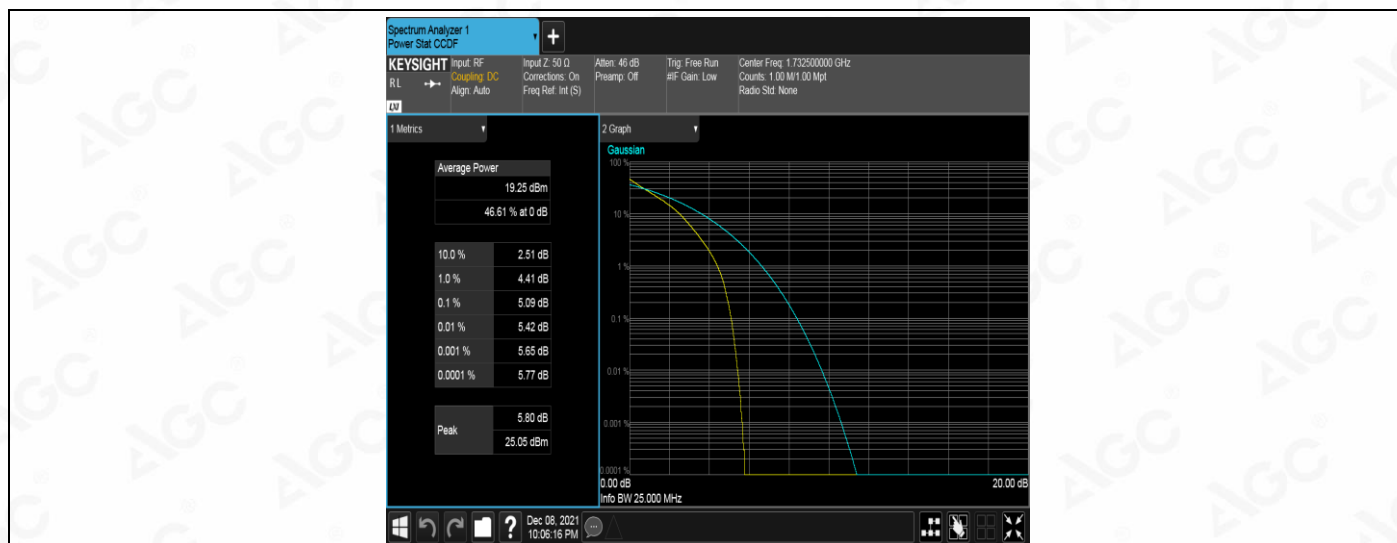 Spectrum Analyzer 1
Power Stat CCDF
KEYSIGHT
R L
LXI
Input: RF
Coupling: DC
Align: Auto
Input Z: 50 Ω
Corrections: On
Freq Ref: Int (S)
Atten: 46 dB
Preamp: Off
Trig: Free Run
#IF Gain: Low
Center Freq: 1.732500000 GHz
Counts: 1.00 M/1.00 Mpt
Radio Std: None
1 Metrics
Average Power
19.25 dBm
46.61 % at 0 dB
10.0 % 2.51 dB
1.0 % 4.41 dB
0.1 % 5.09 dB
0.01 % 5.42 dB
0.001 % 5.65 dB
0.0001 % 5.77 dB
Peak
5.80 dB
25.05 dBm
2 Graph
Gaussian
100 %
10 %
1 %
0.1 %
0.01 %
0.001 %
0.0001 %
0.00 dB 20.00 dB
Info BW 25.000 MHz
Dec 08, 2021
10:06:16 PM
AGC